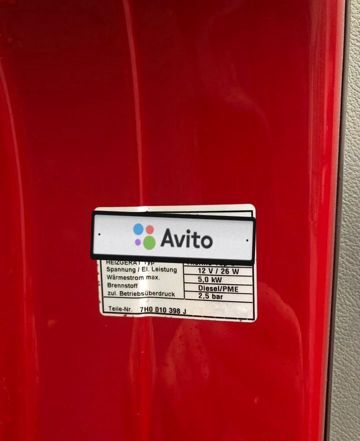 Avito
HEIZGERÄT TYP
Spannung / El. Leistung 12 V / 26 W
Wärmestrom max. 5,0 kW
Brennstoff Diesel/PME
zul. Betriebsüberdruck 2,5 bar
Teile-Nr. 7H0 010 398 J